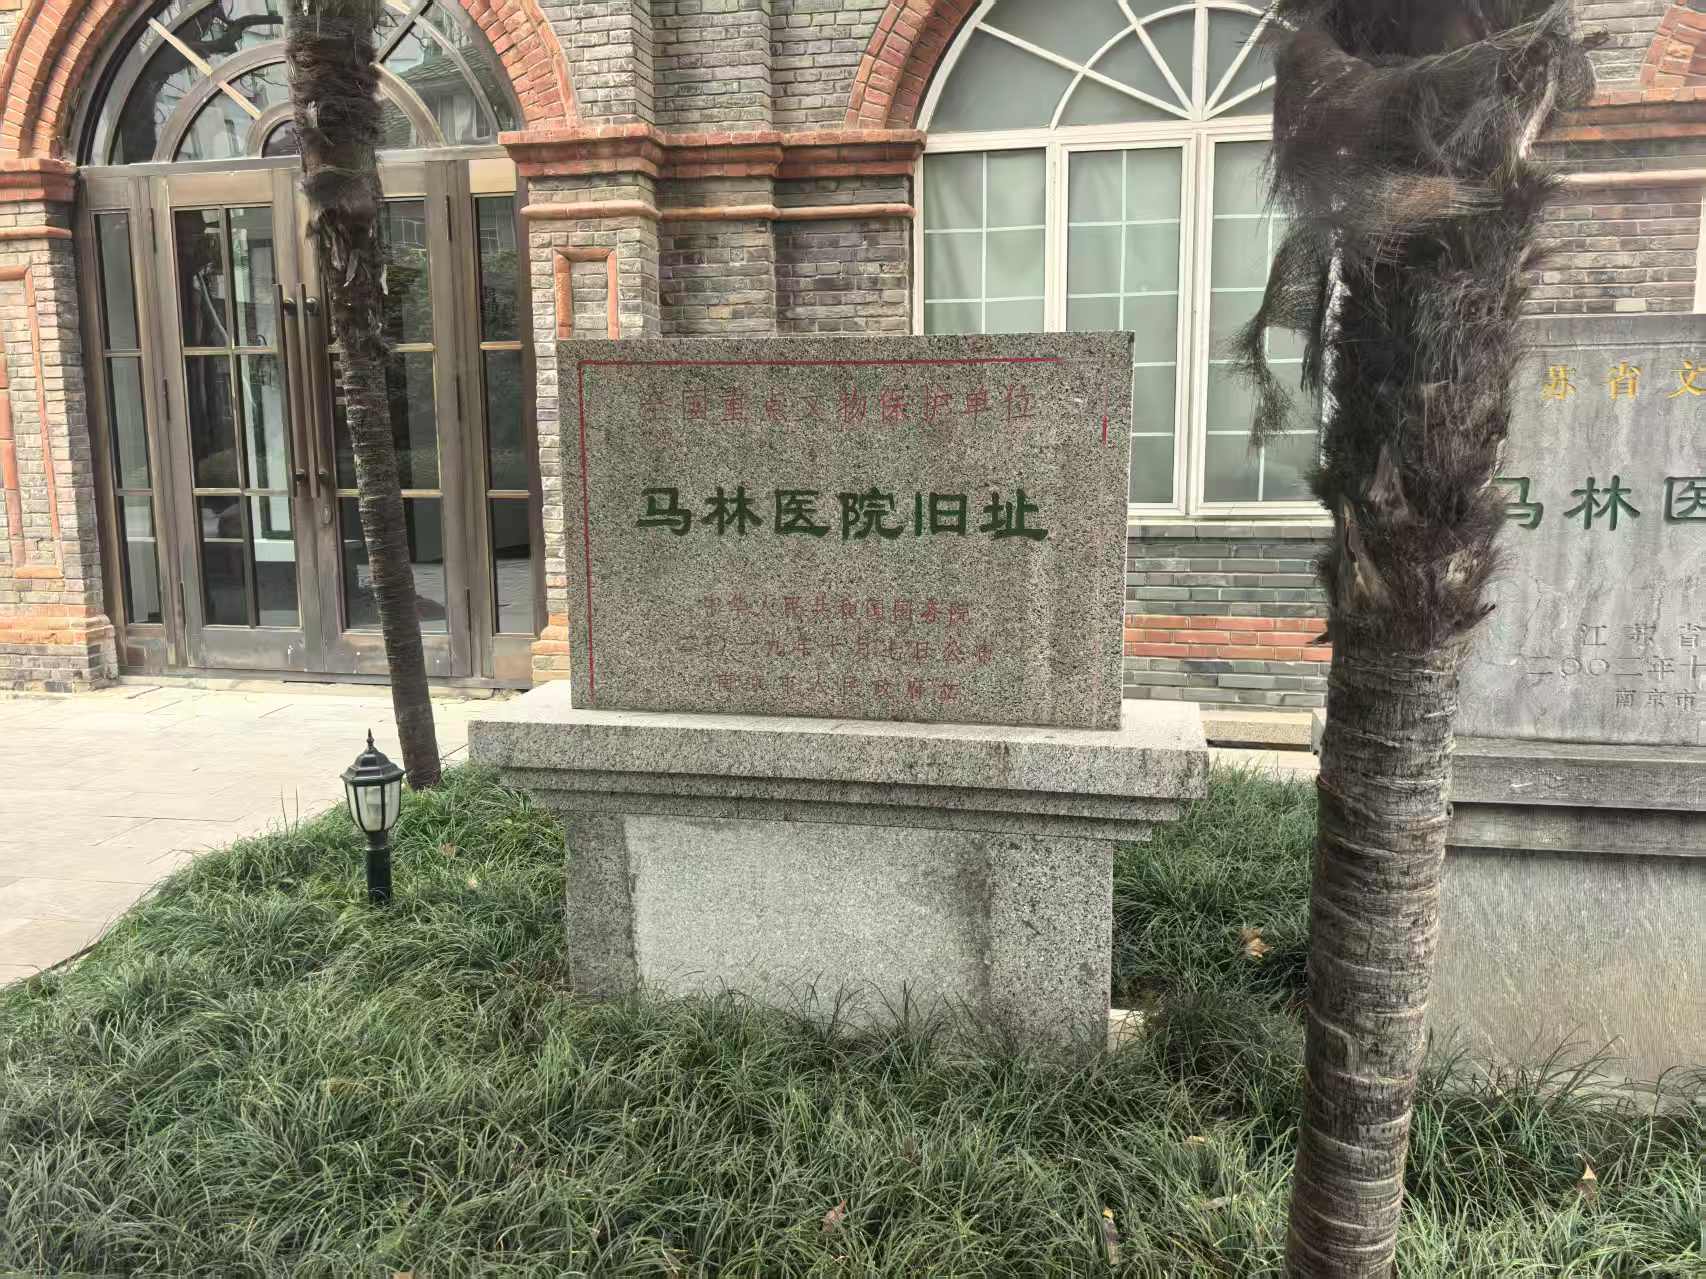 全国重点文物保护单位
马林医院旧址
中华人民共和国国务院
二〇一九年十月七日公布
南京市人民政府立
苏省文
马林医
江苏省
二〇〇二年十
南京市